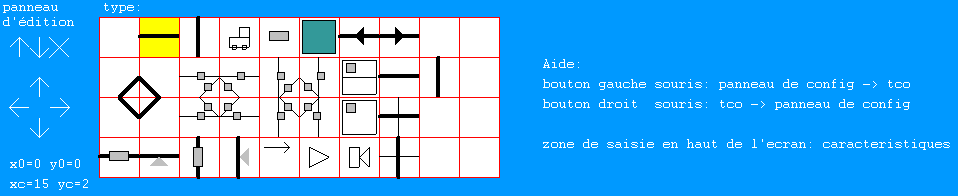 panneau
d'édition
type:
Aide:
bouton gauche souris: panneau de config -> tco
bouton droit  souris: tco -> panneau de config
zone de saisie en haut de l'ecran: caracteristiques
x0=0 y0=0
xc=15 yc=2